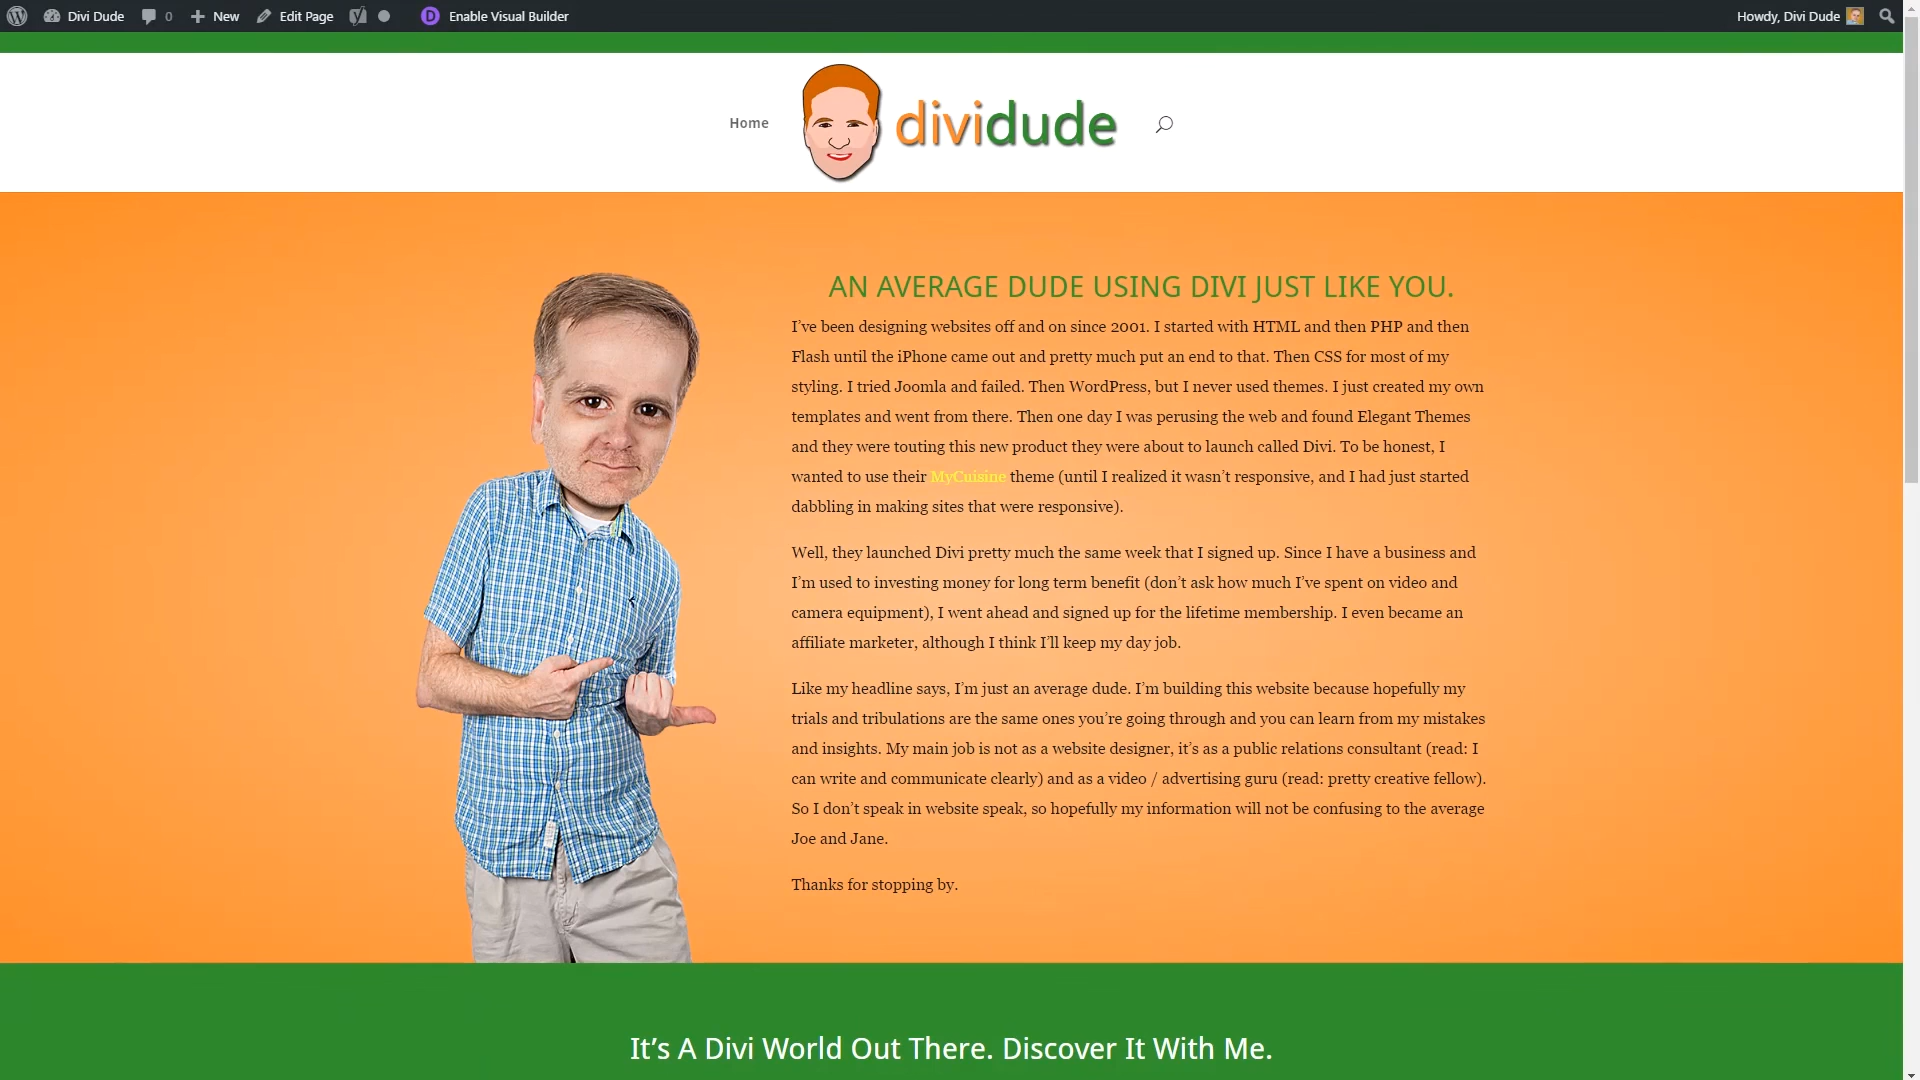 Divi Dude 0 New Edit Page Enable Visual Builder Howdy, Divi Dude
Home
dividude
AN AVERAGE DUDE USING DIVI JUST LIKE YOU.
I’ve been designing websites off and on since 2001. I started with HTML and then PHP and then
Flash until the iPhone came out and pretty much put an end to that. Then CSS for most of my
styling. I tried Joomla and failed. Then WordPress, but I never used themes. I just created my own
templates and went from there. Then one day I was perusing the web and found Elegant Themes
and they were touting this new product they were about to launch called Divi. To be honest, I
wanted to use their MyCuisine theme (until I realized it wasn’t responsive, and I had just started
dabbling in making sites that were responsive).
Well, they launched Divi pretty much the same week that I signed up. Since I have a business and
I’m used to investing money for long term benefit (don’t ask how much I’ve spent on video and
camera equipment), I went ahead and signed up for the lifetime membership. I even became an
affiliate marketer, although I think I’ll keep my day job.
Like my headline says, I’m just an average dude. I’m building this website because hopefully my
trials and tribulations are the same ones you’re going through and you can learn from my mistakes
and insights. My main job is not as a website designer, it’s as a public relations consultant (read: I
can write and communicate clearly) and as a video / advertising guru (read: pretty creative fellow).
So I don’t speak in website speak, so hopefully my information will not be confusing to the average
Joe and Jane.
Thanks for stopping by.
It’s A Divi World Out There. Discover It With Me.